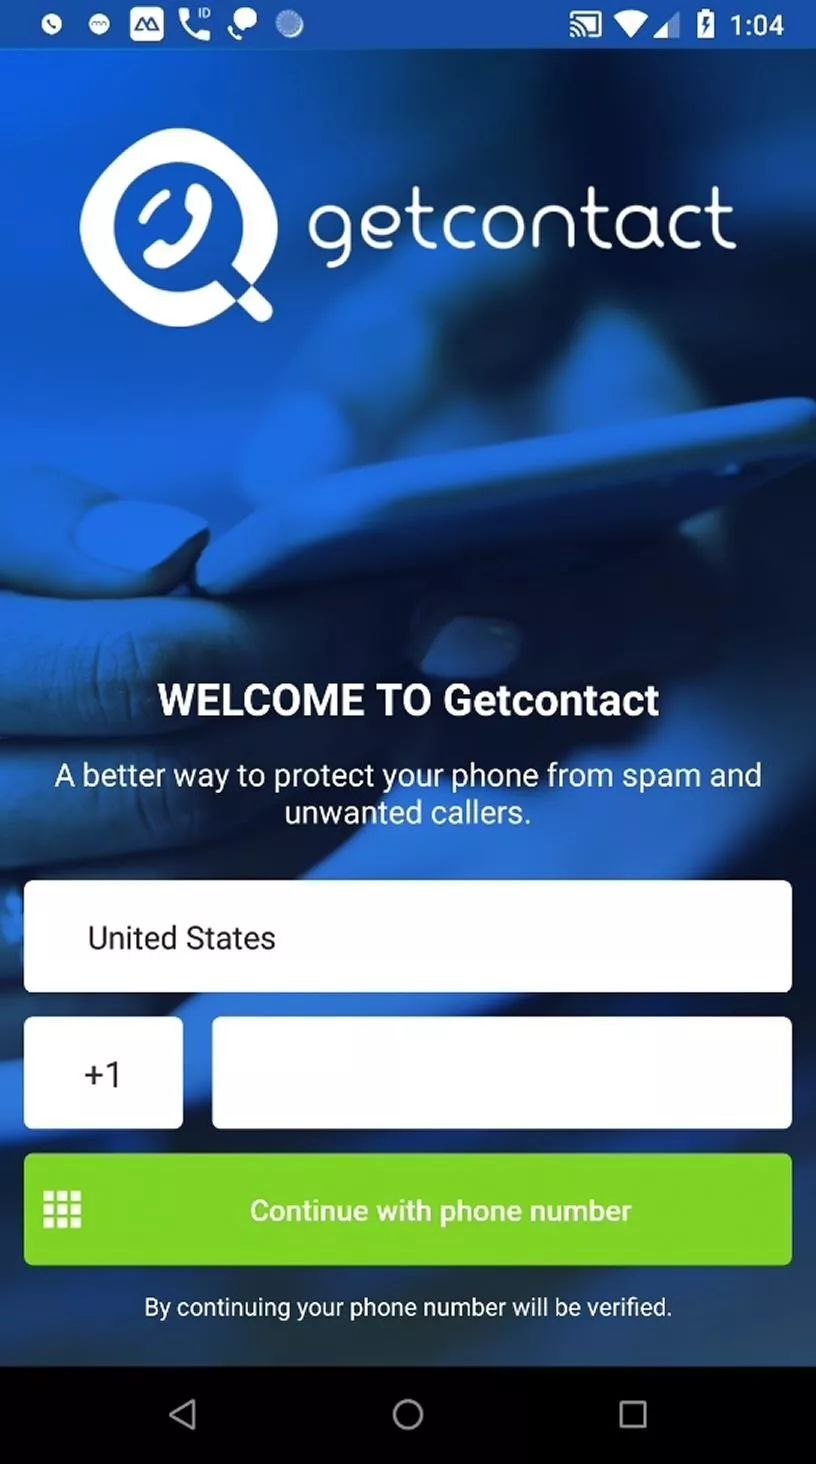 ID
1:04
getcontact
WELCOME TO Getcontact
A better way to protect your phone from spam and
unwanted callers.
United States
+1
Continue with phone number
By continuing your phone number will be verified.